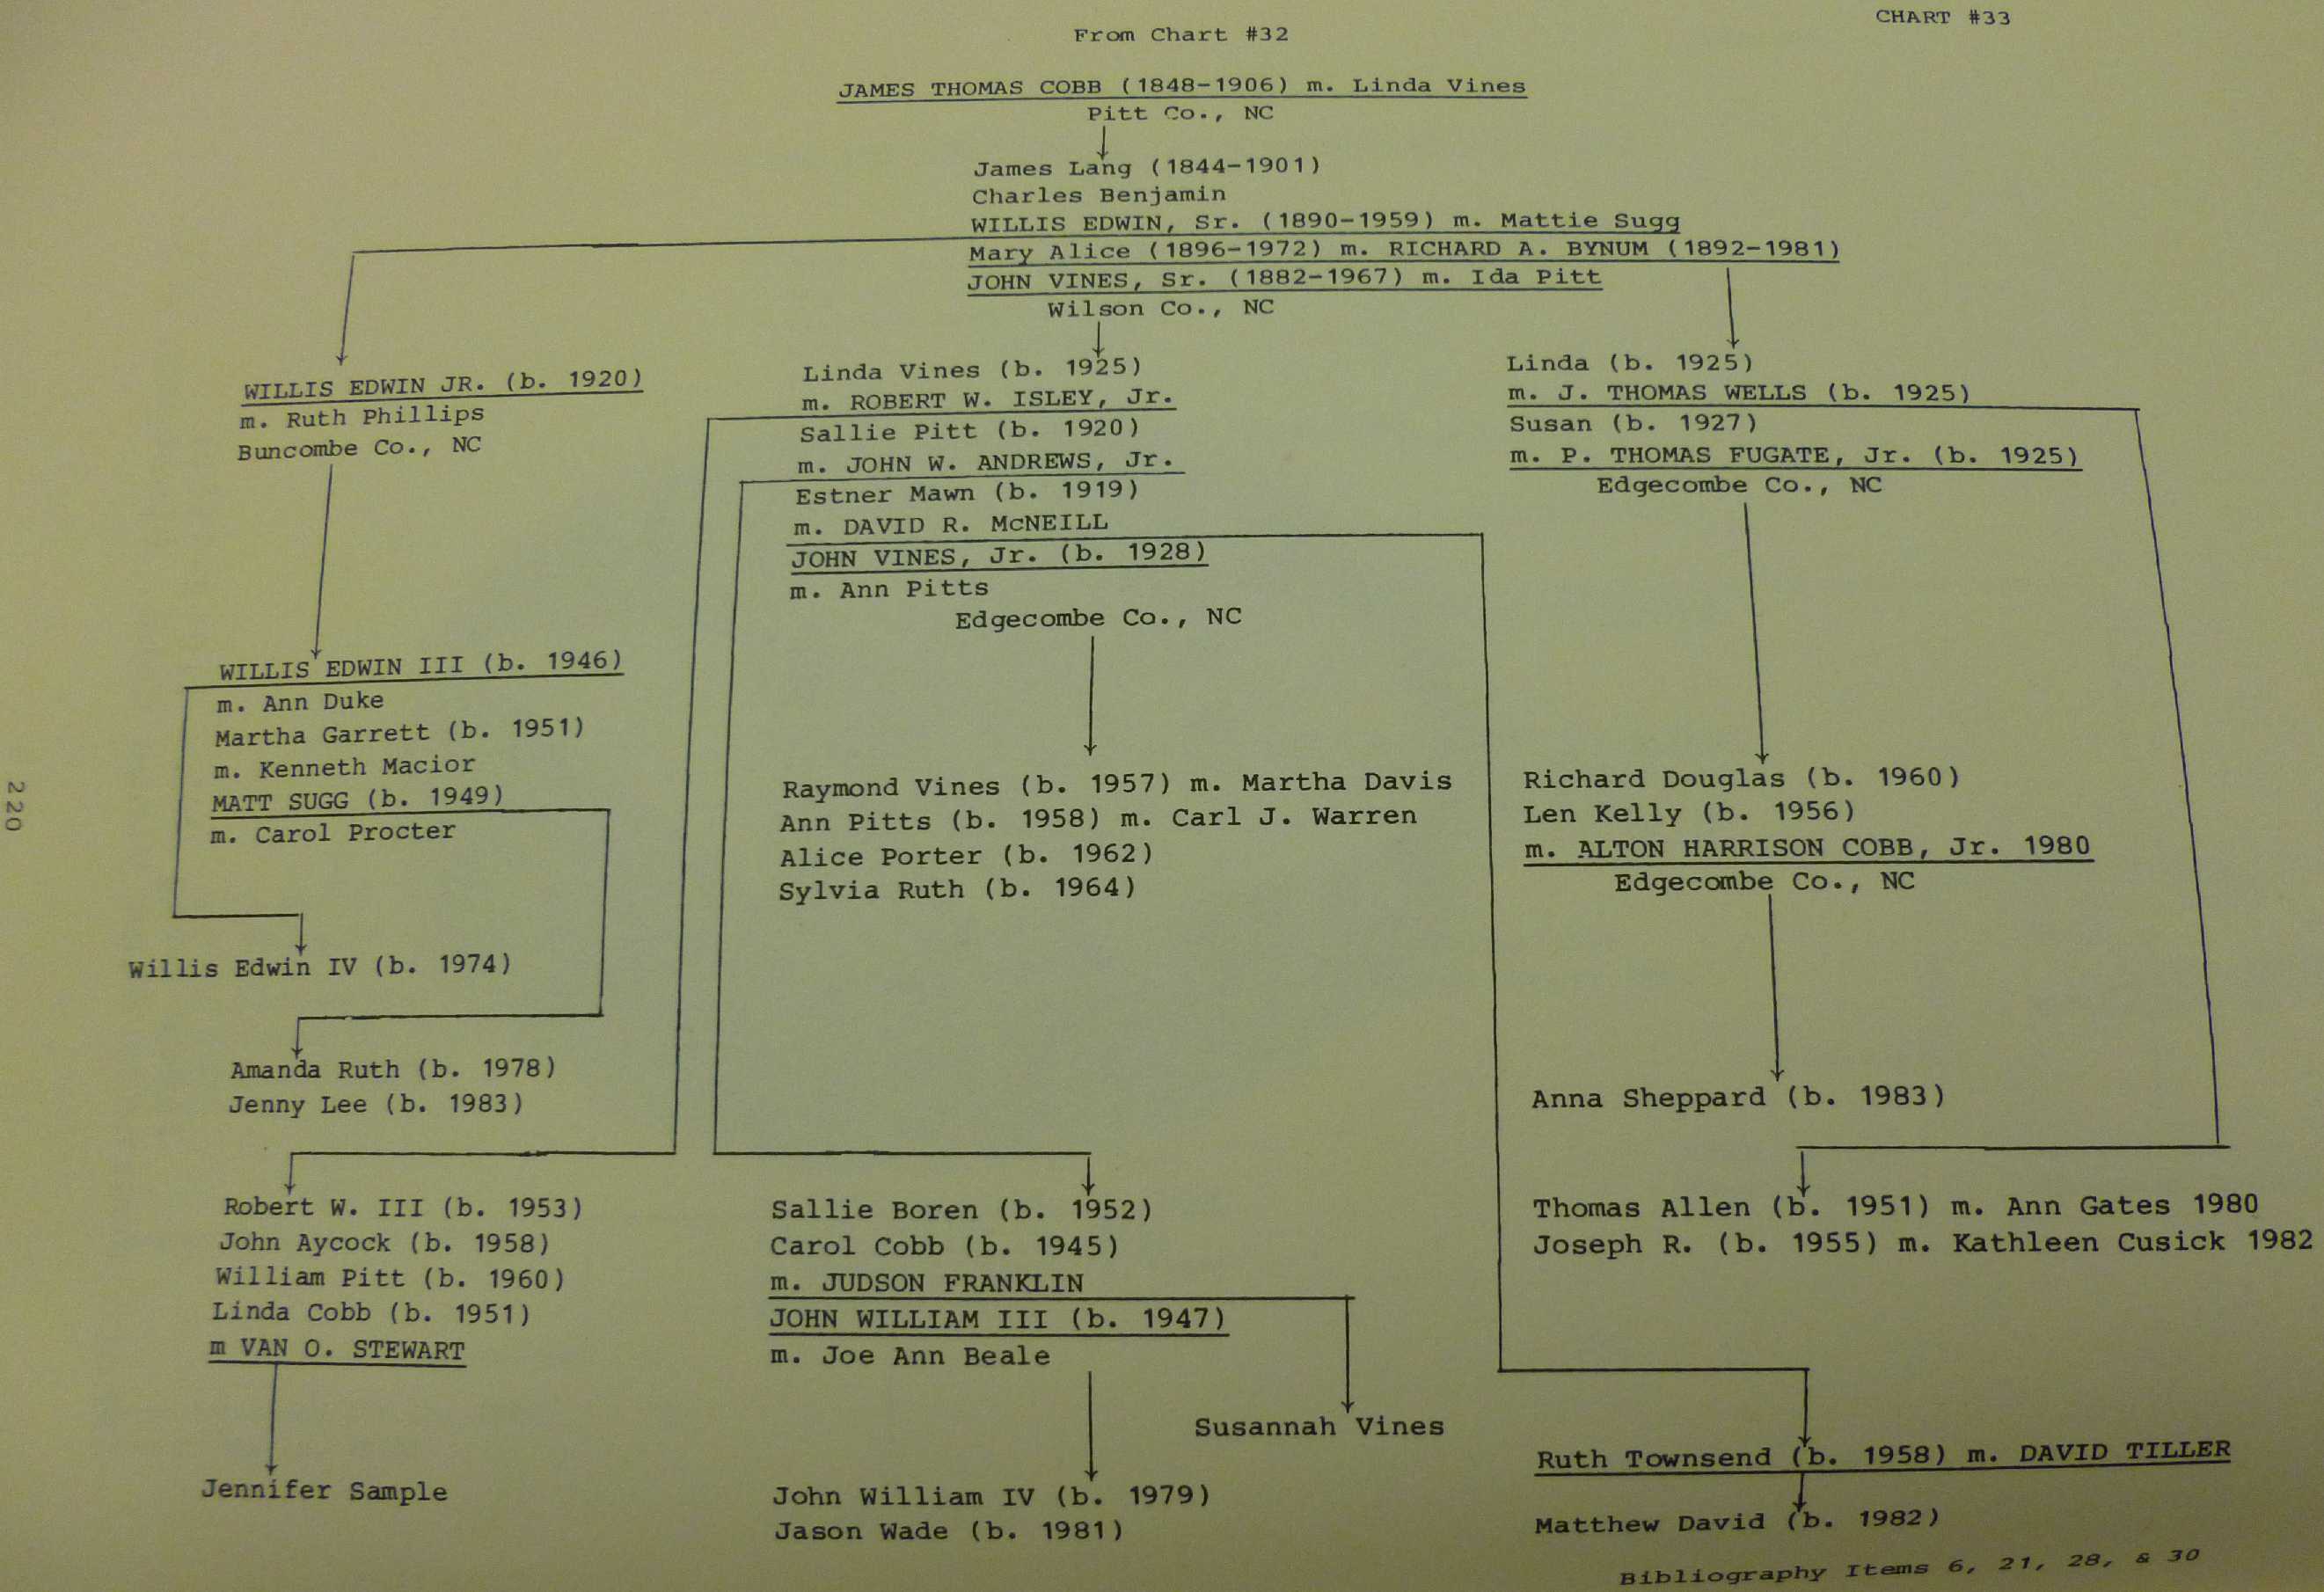 CHART #33
From Chart #32
JAMES THOMAS COBB (1848-1906) m. Linda Vines
Pitt Co., NC
James Lang (1844-1901)
Charles Benjamin
WILLIS EDWIN, Sr. (1890-1959) m. Mattie Sugg
Mary Alice (1896-1972) m. RICHARD A. BYNUM (1892-1981)
JOHN VINES, Sr. (1882-1967) m. Ida Pitt
Wilson Co., NC
WILLIS EDWIN JR. (b. 1920)
m. Ruth Phillips
Buncombe Co., NC
WILLIS EDWIN III (b. 1946)
m. Ann Duke
Martha Garrett (b. 1951)
m. Kenneth Macior
MATT SUGG (b. 1949)
m. Carol Procter
Willis Edwin IV (b. 1974)
Amanda Ruth (b. 1978)
Jenny Lee (b. 1983)
Robert W. III (b. 1953)
John Aycock (b. 1958)
William Pitt (b. 1960)
Linda Cobb (b. 1951)
m VAN O. STEWART
Jennifer Sample
Linda Vines (b. 1925)
m. ROBERT W. ISLEY, Jr.
Sallie Pitt (b. 1920)
m. JOHN W. ANDREWS, Jr.
Estner Mawn (b. 1919)
m. DAVID R. McNEILL
JOHN VINES, Jr. (b. 1928)
m. Ann Pitts
Edgecombe Co., NC
Raymond Vines (b. 1957) m. Martha Davis
Ann Pitts (b. 1958) m. Carl J. Warren
Alice Porter (b. 1962)
Sylvia Ruth (b. 1964)
Sallie Boren (b. 1952)
Carol Cobb (b. 1945)
m. JUDSON FRANKLIN
JOHN WILLIAM III (b. 1947)
m. Joe Ann Beale
Susannah Vines
John William IV (b. 1979)
Jason Wade (b. 1981)
Linda (b. 1925)
m. J. THOMAS WELLS (b. 1925)
Susan (b. 1927)
m. P. THOMAS FUGATE, Jr. (b. 1925)
Edgecombe Co., NC
Richard Douglas (b. 1960)
Len Kelly (b. 1956)
m. ALTON HARRISON COBB, Jr. 1980
Edgecombe Co., NC
Anna Sheppard (b. 1983)
Thomas Allen (b. 1951) m. Ann Gates 1980
Joseph R. (b. 1955) m. Kathleen Cusick 1982
Ruth Townsend (b. 1958) m. DAVID TILLER
Matthew David (b. 1982)
Bibliography Items 6, 21, 28, & 30
220